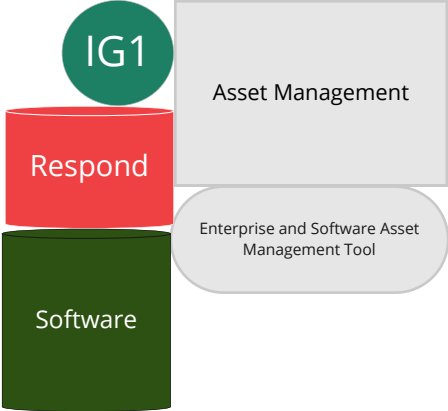 IG1
Asset Management
Respond
Enterprise and Software Asset
Management Tool
Software